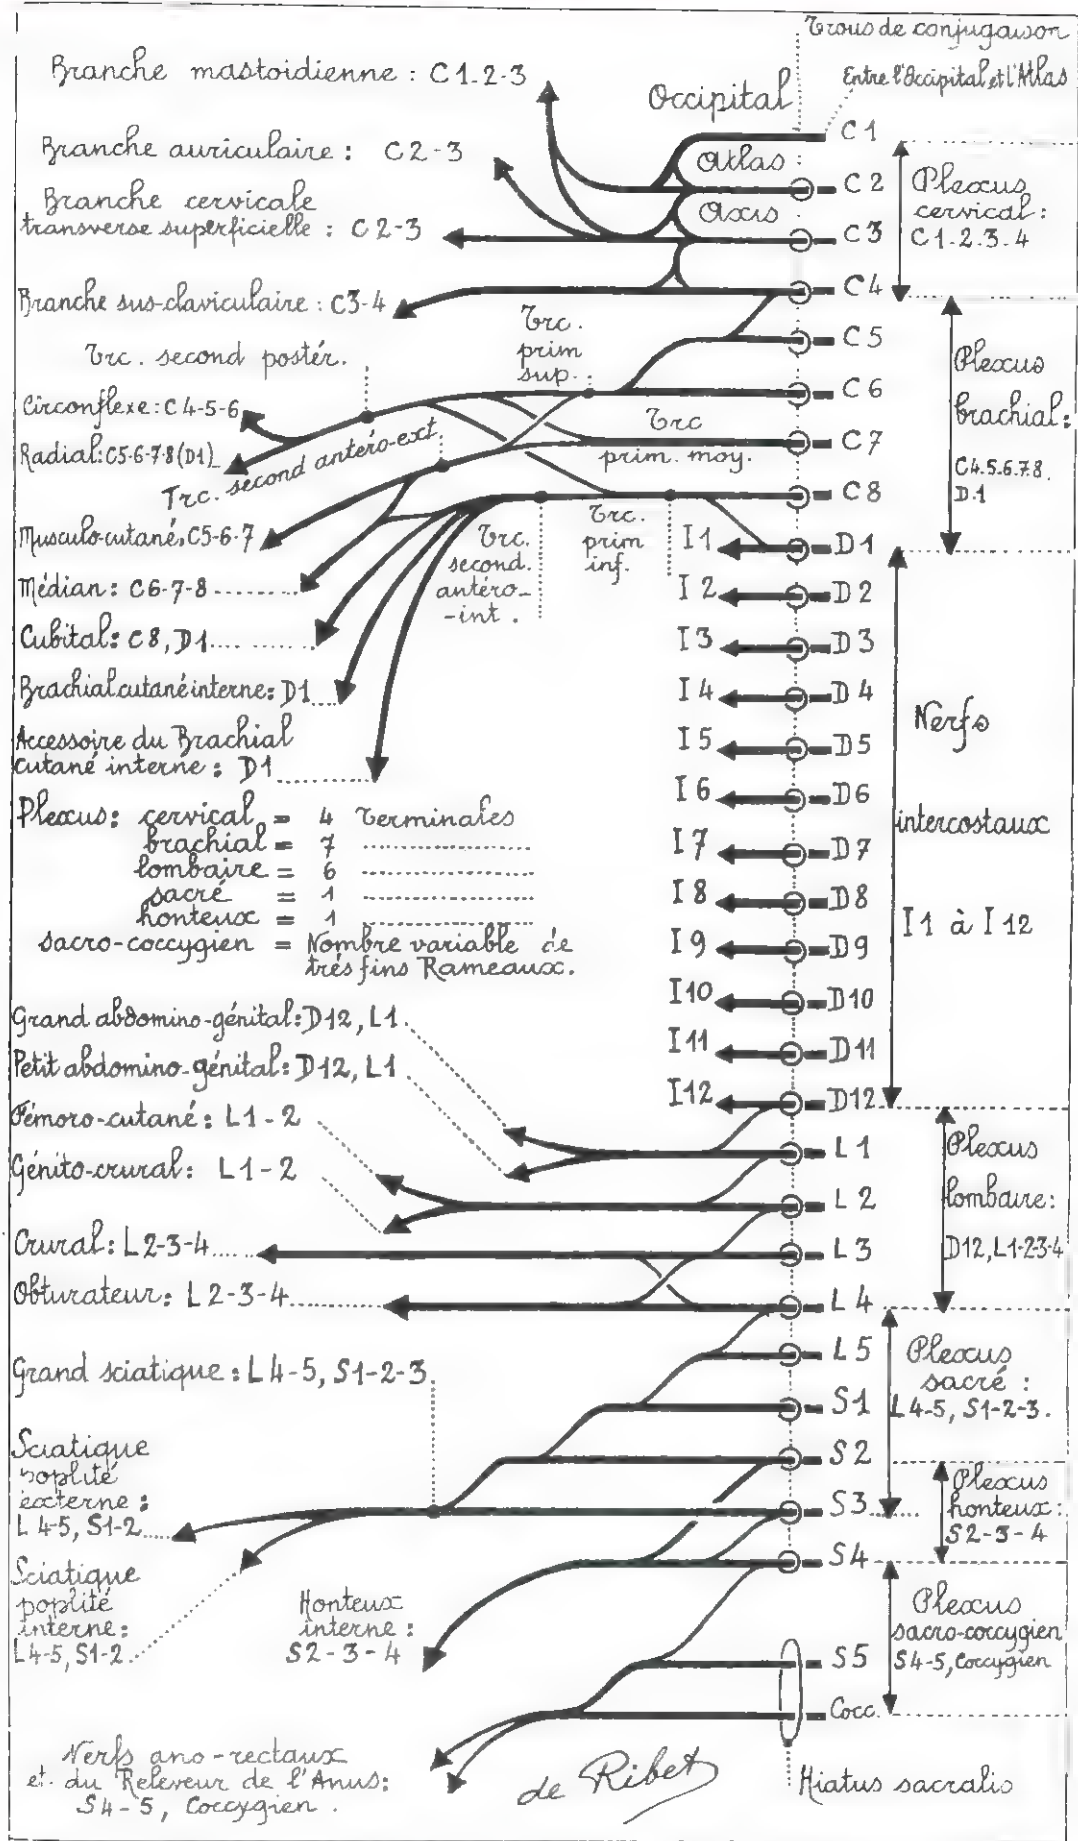 Trous de conjugaison
Entre l'Occipital et l'Atlas
Branche mastoidienne : C1-2-3
Occipital
C1
Branche auriculaire : C2-3
Atlas
C2
Plexus
cervical :
C1-2-3-4
Branche cervicale
transverse superficielle : C2-3
Axis
C3
Branche sus-claviculaire : C3-4
C4
Trc.
prim
sup.
C5
Trc. second postér.
Plexus
brachial :
C4.5.6.7.8.
D.1
C6
Circonflexe : C4-5-6
Trc
prim. moy.
C7
Radial : C5-6-7-8 (D1)
Trc. second antéro-ext.
C8
Musculo-cutané, C5-6-7
Trc.
second.
antéro-
-int.
Trc.
prim
inf.
I1
D1
Médian : C6-7-8
I2
D2
Cubital : C8, D1
I3
D3
Brachial cutané interne : D1
I4
D4
Accessoire du Brachial
cutané interne : D1
I5
D5
Nerfs
intercostaux
I1 à I12
I6
D6
I7
D7
I8
D8
I9
D9
I10
D10
I11
D11
I12
D12
Plexus : cervical = 4 Terminales
brachial = 7
lombaire = 6
sacré = 1
honteux = 1
sacro-coccygien = Nombre variable de
trés fins Rameaux.
Grand abdomino-génital : D12, L1
Petit abdomino-génital : D12, L1
Fémoro-cutané : L1-2
L1
Plexus
lombaire :
D12, L1-2-3-4
Génito-crural : L1-2
L2
Crural : L2-3-4
L3
Obturateur : L2-3-4
L4
Grand sciatique : L4-5, S1-2-3
L5
Plexus
sacré :
L4-5, S1-2-3.
S1
Sciatique
poplité
externe :
L4-5, S1-2
S2
Plexus
honteux :
S2-3-4
S3
Sciatique
poplité
interne :
L4-5, S1-2
Honteux
interne :
S2-3-4
S4
Plexus
sacro-coccygien
S4-5, Coccygien
S5
Cocc.
Nerfs ano-rectaux
et du Releveur de l'Anus :
S4-5, Coccygien.
de Ribet
Hiatus sacralis